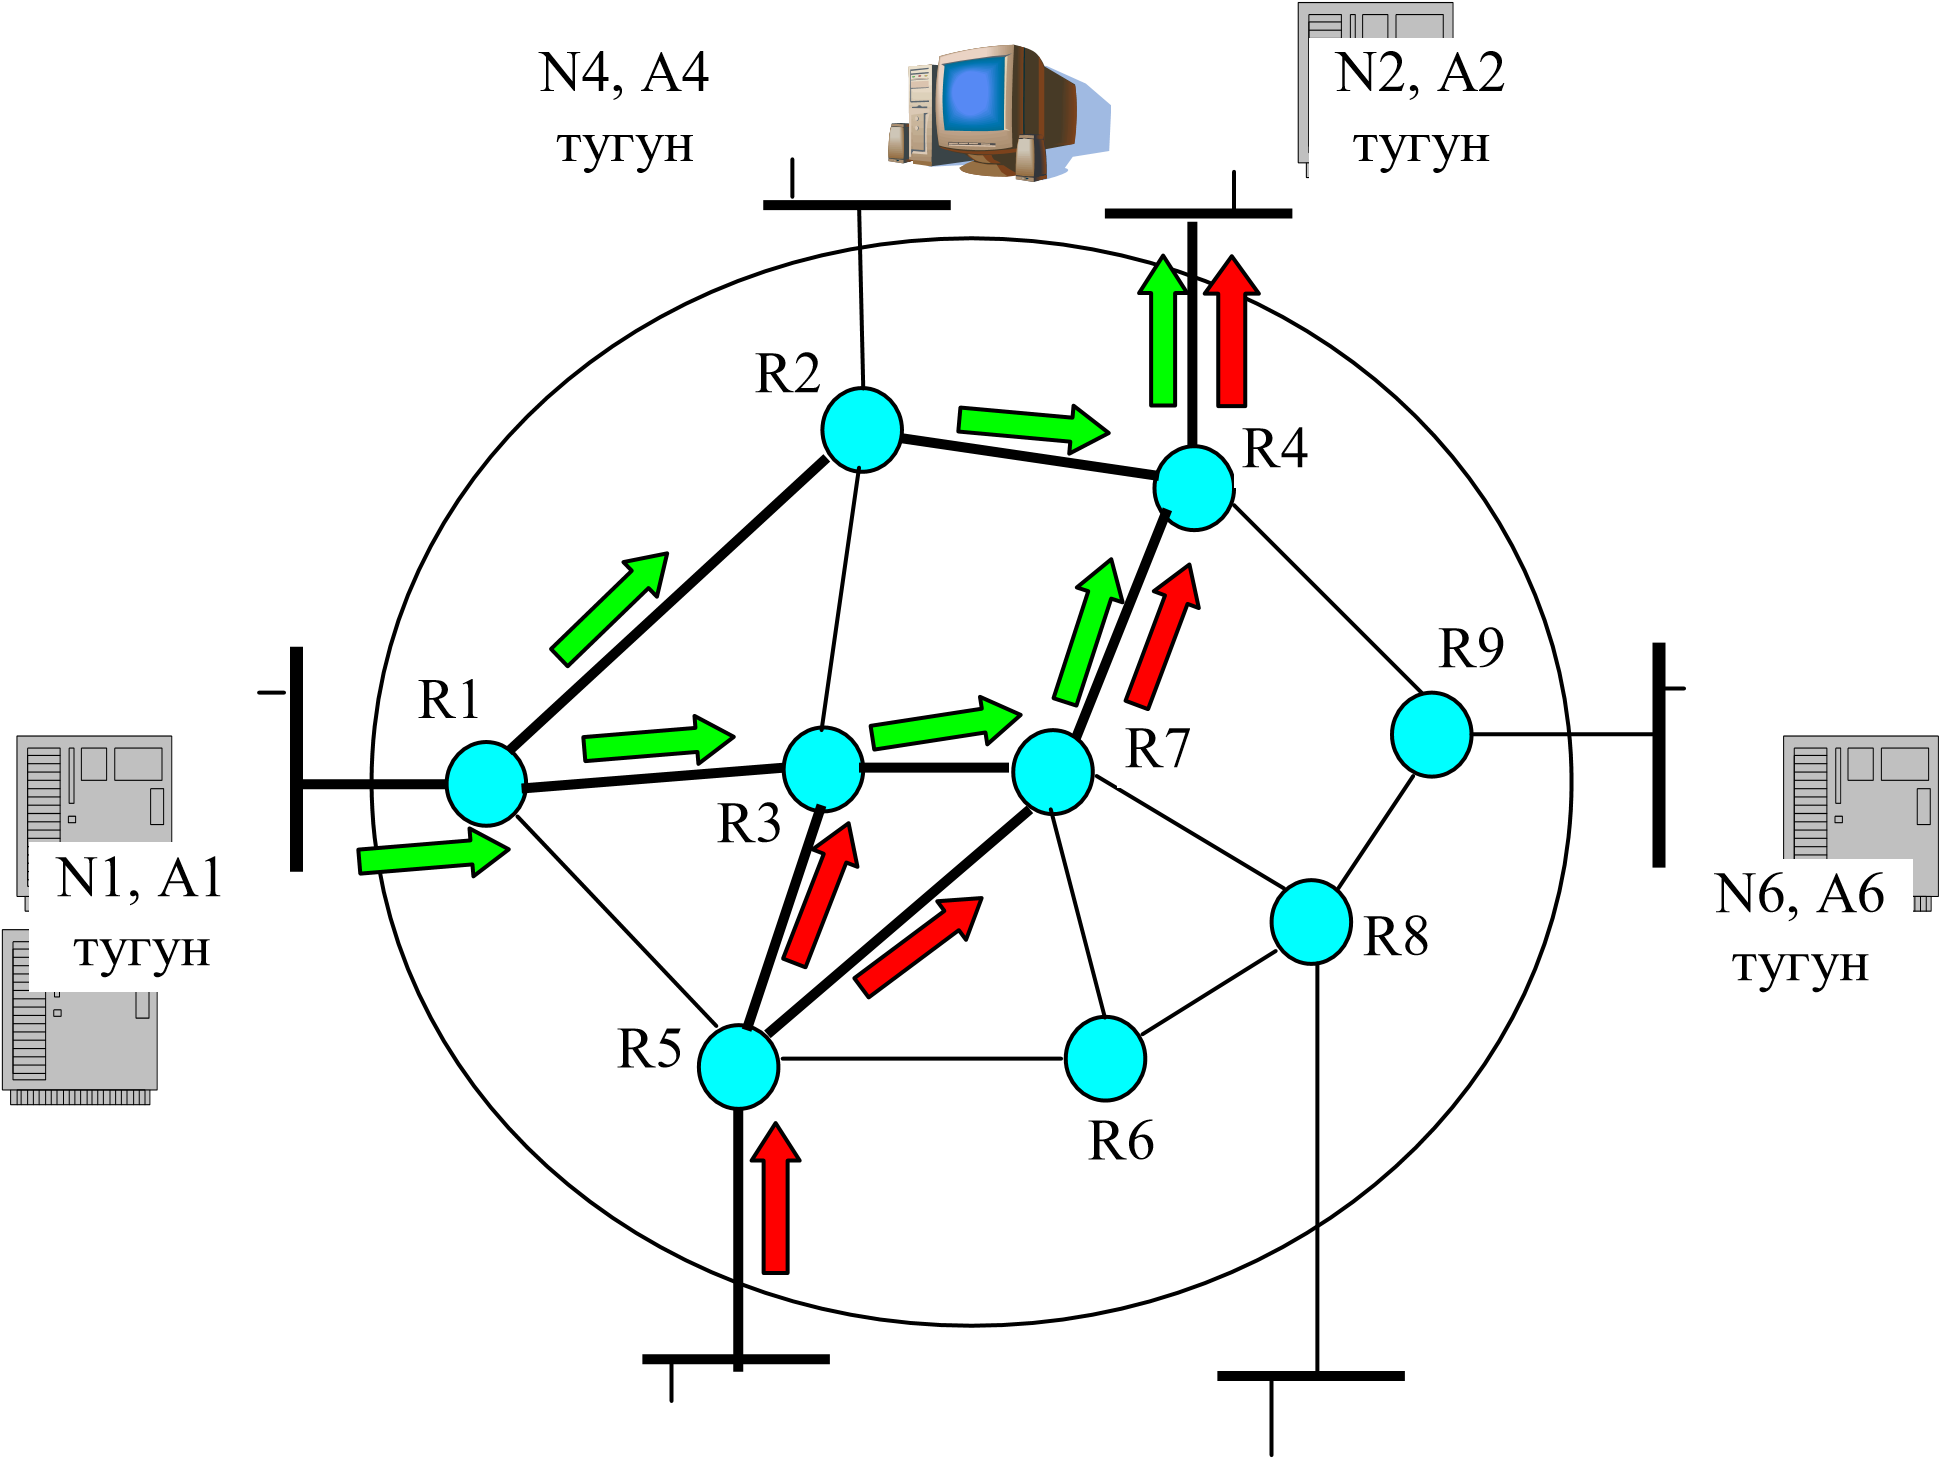 N4, A4
тугун
N2, A2
тугун
R2
R4
R9
R1
R7
R3
N1, A1
тугун
N6, A6
тугун
R8
R5
R6